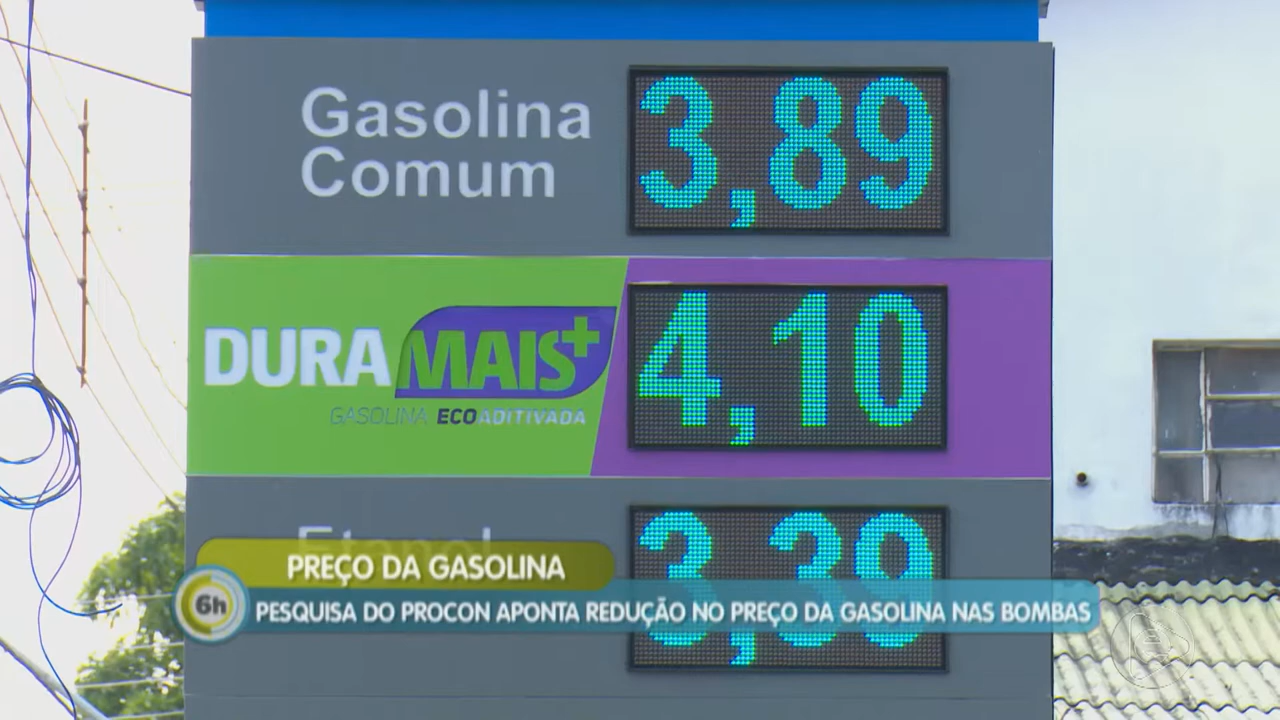 Gasolina
Comum
3,89
DURAMAIS+
GASOLINA ECOADITIVADA
4,10
Etanol
3,39
PREÇO DA GASOLINA
6h
PESQUISA DO PROCON APONTA REDUÇÃO NO PREÇO DA GASOLINA NAS BOMBAS